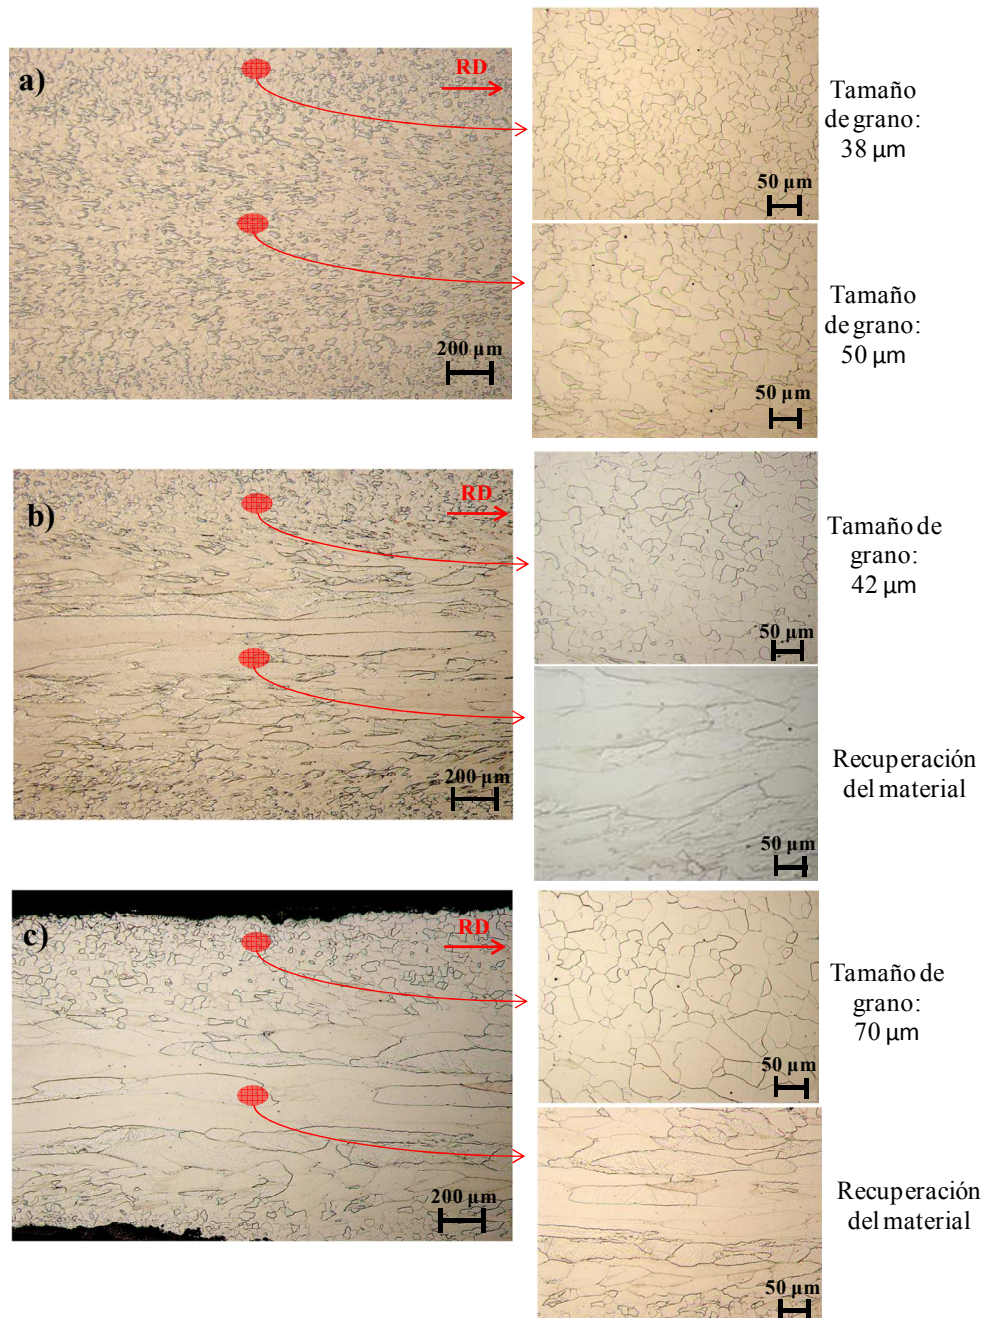 a)
RD
200 µm
50 µm
Tamaño
de grano:
38 µm
50 µm
Tamaño
de grano:
50 µm
b)
RD
200 µm
50 µm
Tamaño de
grano:
42 µm
50 µm
Recuperación
del material
c)
RD
200 µm
50 µm
Tamaño de
grano:
70 µm
50 µm
Recuperación
del material